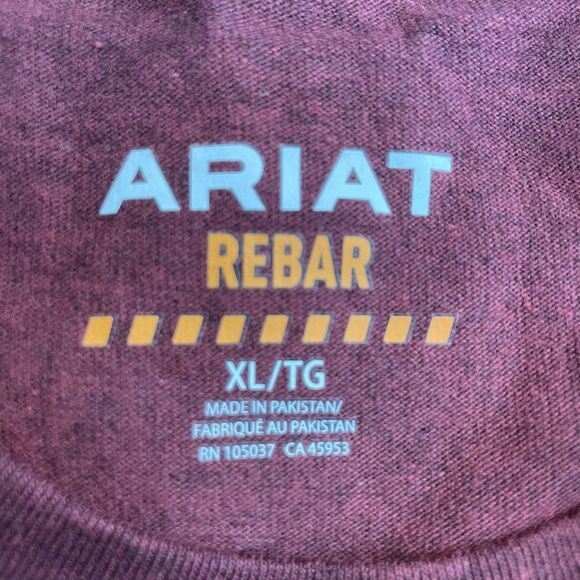 ARIAT
REBAR
XL/TG
MADE IN PAKISTAN/
FABRIQUÉ AU PAKISTAN
RN 105037 CA 45953